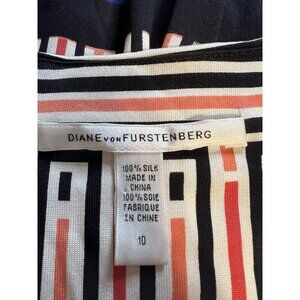 DIANE VON FURSTENBERG
100% SILK
MADE IN
CHINA
100% SOIE
FABRIQUE
EN CHINE
10